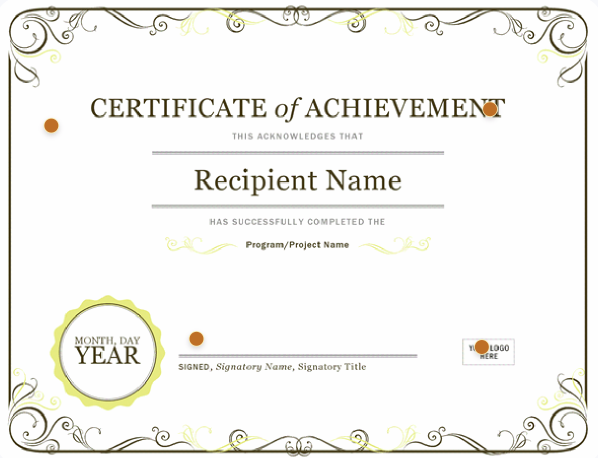 CERTIFICATE of ACHIEVEMENT
THIS ACKNOWLEDGES THAT
Recipient Name
HAS SUCCESSFULLY COMPLETED THE
Program/Project Name
MONTH, DAY
YEAR
SIGNED, Signatory Name, Signatory Title
LOGO
HERE